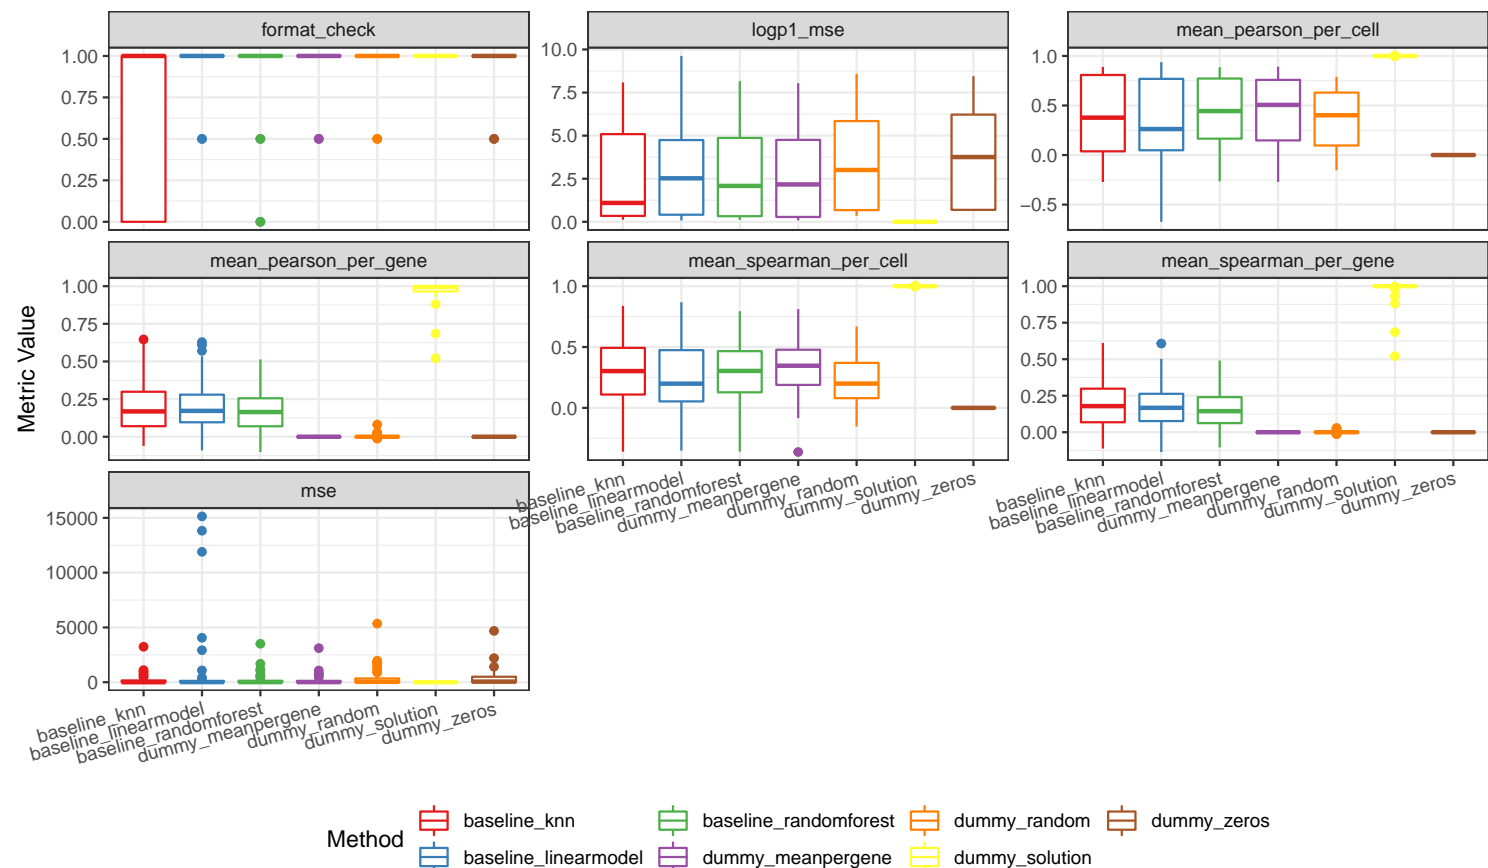 format_check
logp1_mse
mean_pearson_per_cell
1.00
0.75
0.50
0.25
0.00
10.0
7.5
5.0
2.5
0.0
1.0
0.5
0.0
−0.5
mean_pearson_per_gene
mean_spearman_per_cell
mean_spearman_per_gene
Metric Value
1.00
0.75
0.50
0.25
0.00
1.0
0.5
0.0
1.00
0.75
0.50
0.25
0.00
baseline_knn
baseline_linearmodel
baseline_randomforest
dummy_meanpergene
dummy_random
dummy_solution
dummy_zeros
baseline_knn
baseline_linearmodel
baseline_randomforest
dummy_meanpergene
dummy_random
dummy_solution
dummy_zeros
mse
15000
10000
5000
0
baseline_knn
baseline_linearmodel
baseline_randomforest
dummy_meanpergene
dummy_random
dummy_solution
dummy_zeros
Method
baseline_knn
baseline_randomforest
dummy_random
dummy_zeros
baseline_linearmodel
dummy_meanpergene
dummy_solution